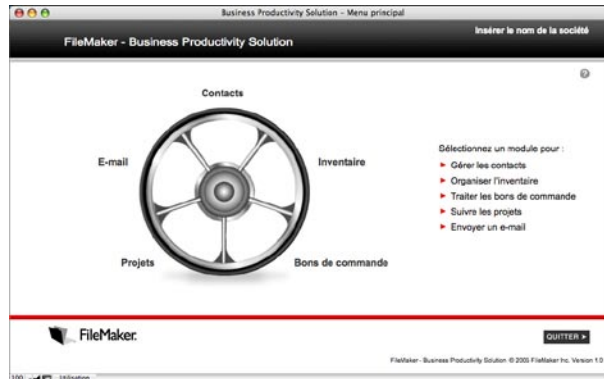 Business Productivity Solution - Menu principal
FileMaker - Business Productivity Solution
Insérer le nom de la société
Contacts
E-mail
Inventaire
Projets
Bons de commande
Sélectionnez un module pour :
Gérer les contacts
Organiser l'inventaire
Traiter les bons de commande
Suivre les projets
Envoyer un e-mail
FileMaker.
QUITTER
FileMaker - Business Productivity Solution © 2005 FileMaker Inc. Version 1.0
100 Utilisation